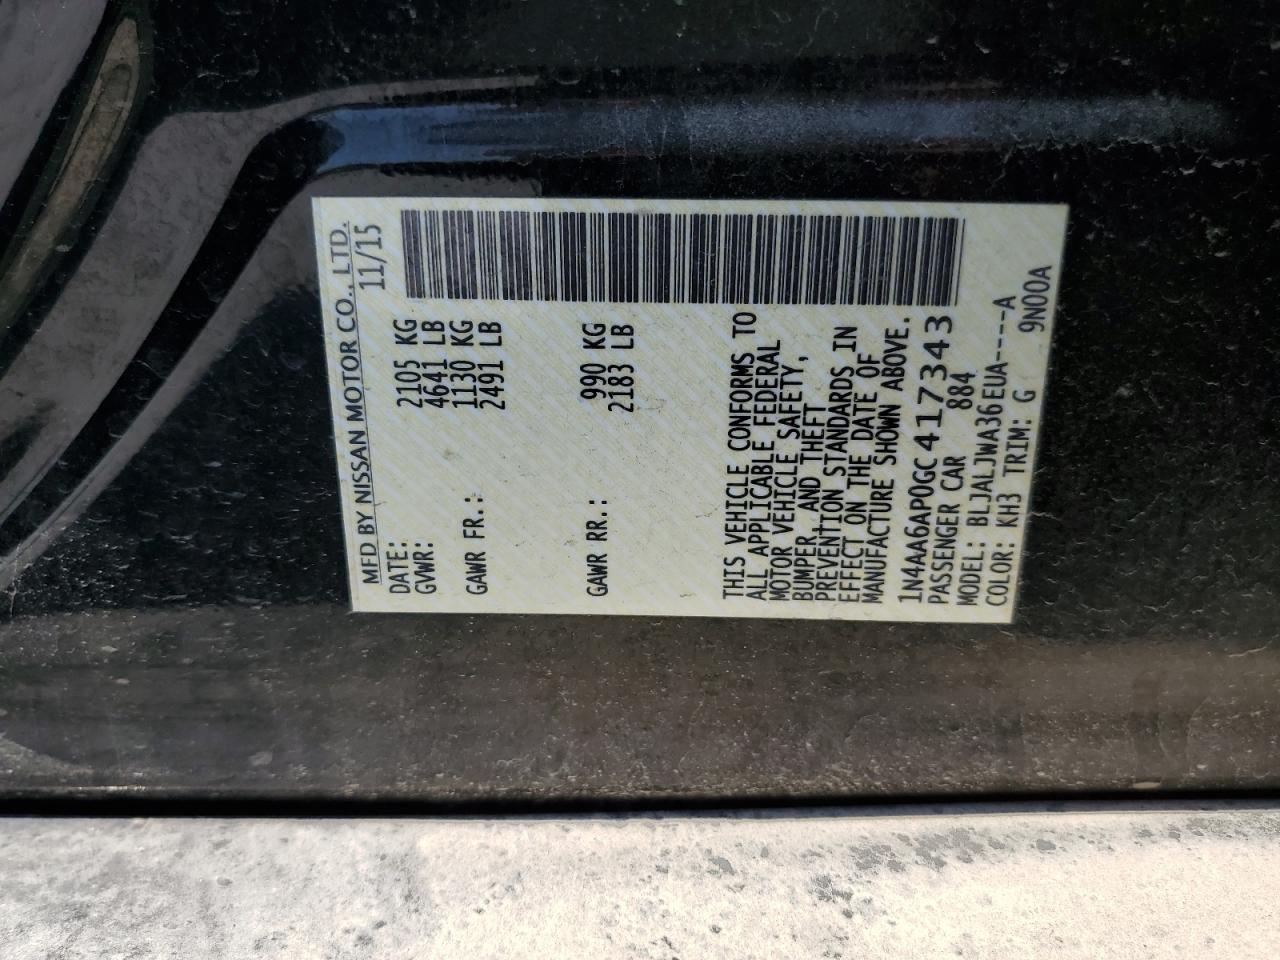 MFD BY NISSAN MOTOR CO., LTD.
DATE: 11/15
GVWR: 2105 KG
4641 LB
GAWR FR.: 1130 KG
2491 LB
GAWR RR.: 990 KG
2183 LB
THIS VEHICLE CONFORMS TO
ALL APPLICABLE FEDERAL
MOTOR VEHICLE SAFETY,
BUMPER, AND THEFT
PREVENTION STANDARDS IN
EFFECT ON THE DATE OF
MANUFACTURE SHOWN ABOVE.
1N4AA6AP0GC417343
PASSENGER CAR 884
MODEL: BLJALJWA36EUA----A
COLOR: KH3 TRIM: G 9N00A